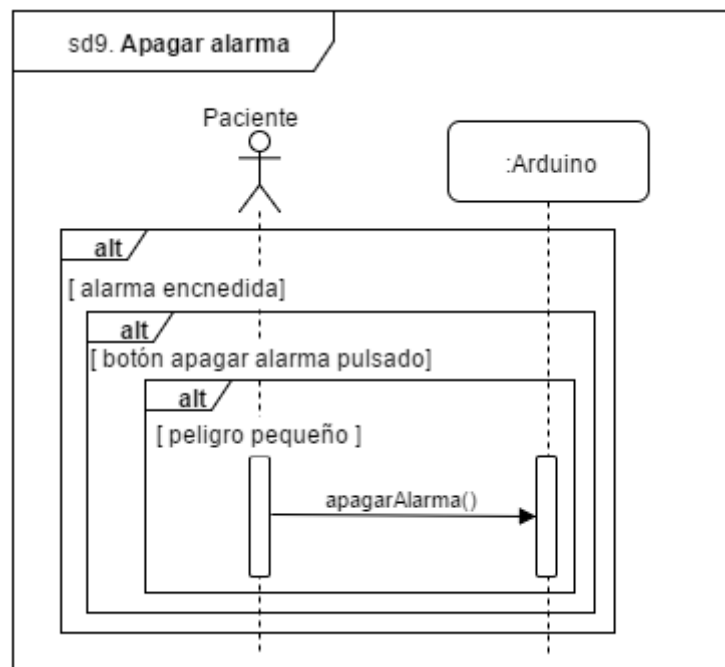 sd9. Apagar alarma
Paciente
:Arduino
alt
[ alarma encnedida]
alt
[ botón apagar alarma pulsado]
alt
[ peligro pequeño ]
apagarAlarma()